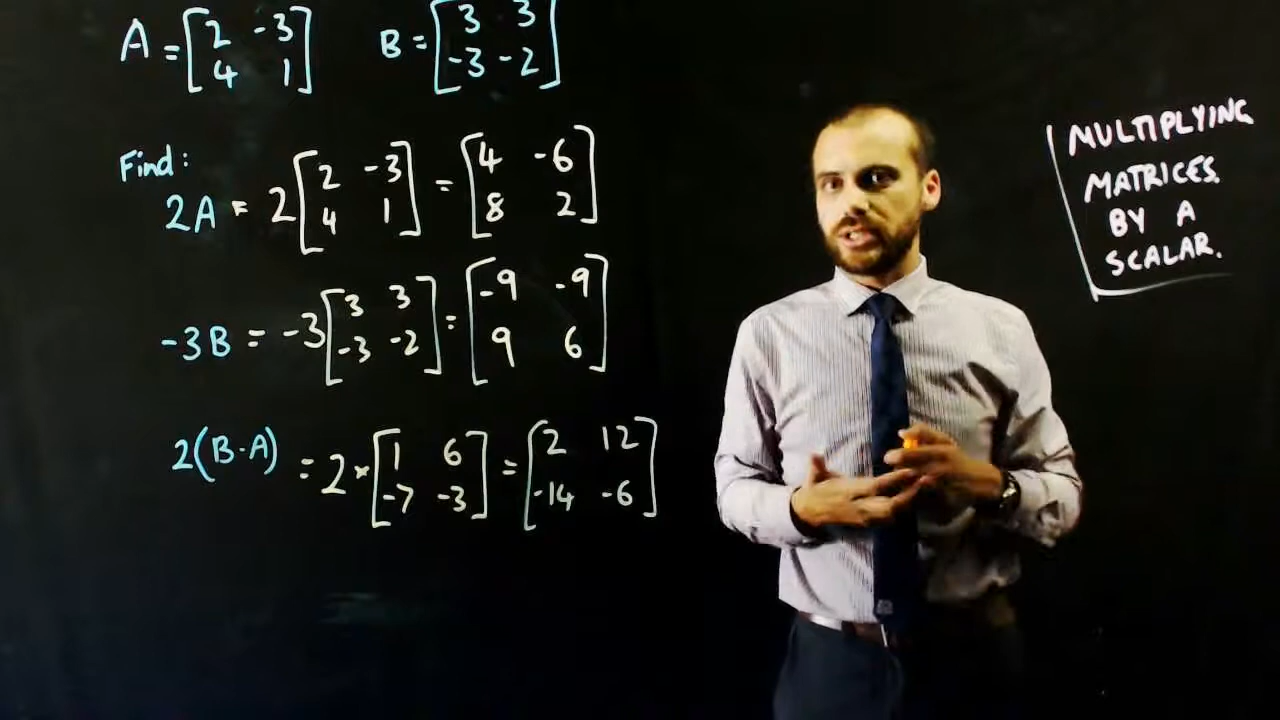 A = [2 -3
4 1] B = [3 3
-3 -2]
Find:
2A = 2[2 -3
4 1] = [4 -6
8 2]
-3B = -3[3 3
-3 -2] = [-9 -9
9 6]
2(B-A) = 2×[1 6
-7 -3] = [2 12
-14 -6]
MULTIPLYING
MATRICES.
BY A
SCALAR.